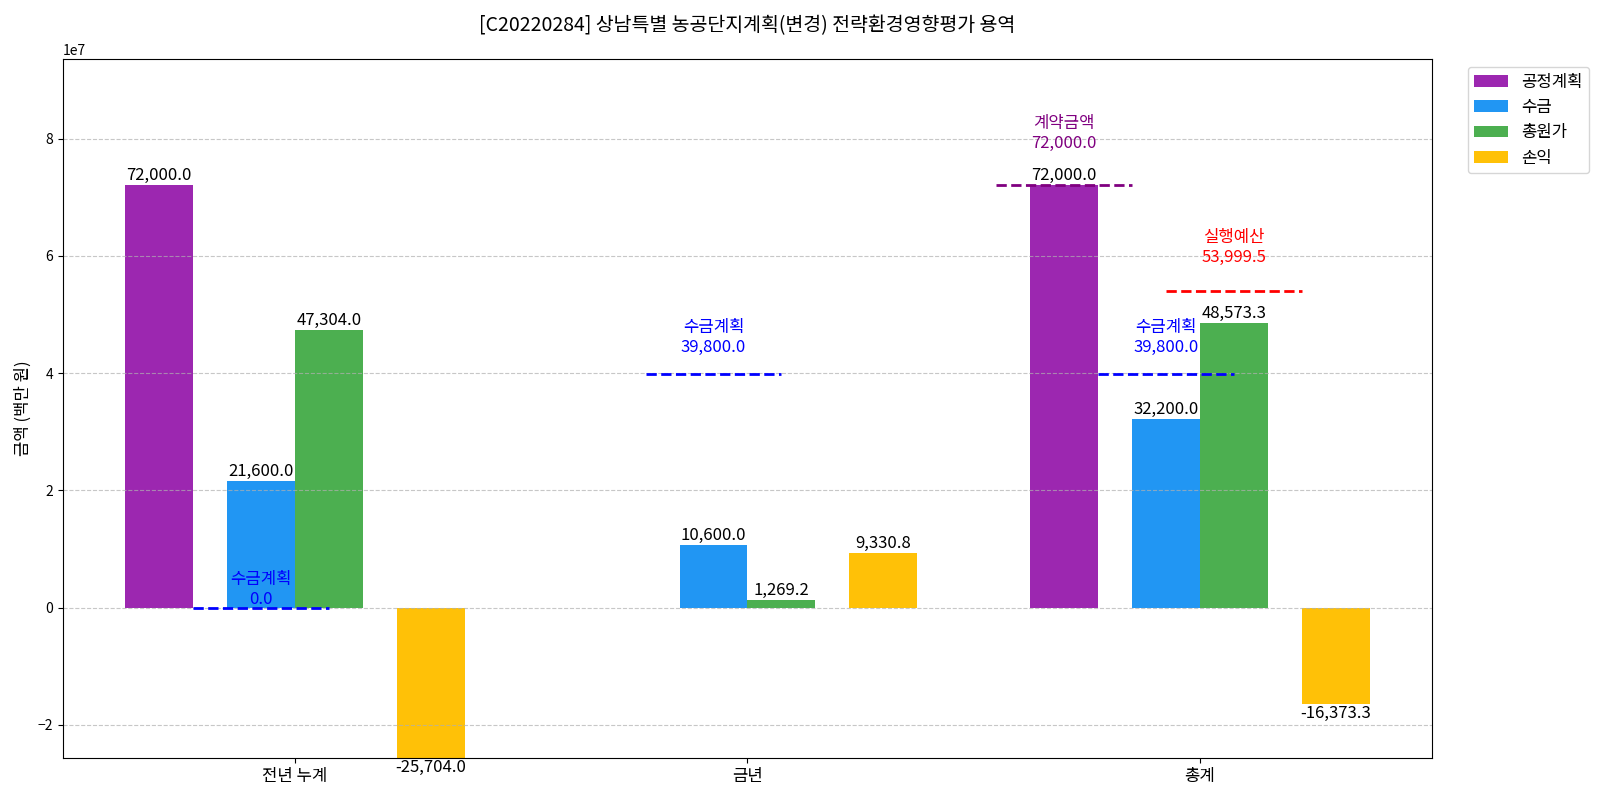 [C20220284] 상남특별 농공단지계획(변경) 전략환경영향평가 용역
1e7
공정계획
수금
총원가
손익
금액 (백만 원)
8
6
4
2
0
−2
72,000.0
21,600.0
수금계획
0.0
47,304.0
-25,704.0
수금계획
39,800.0
10,600.0
1,269.2
9,330.8
계약금액
72,000.0
72,000.0
수금계획
39,800.0
32,200.0
실행예산
53,999.5
48,573.3
-16,373.3
전년 누계
금년
총계